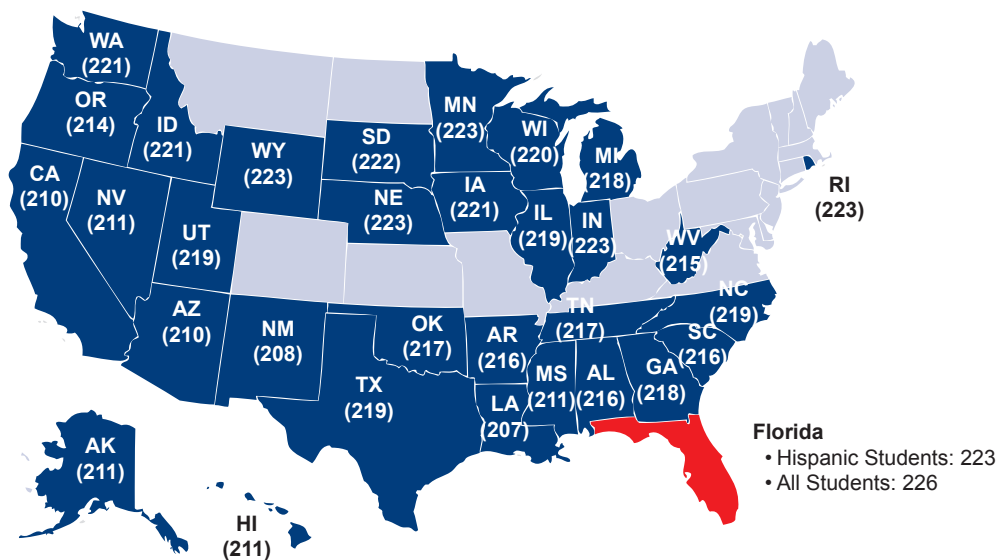 WA
(221)
OR
(214)
ID
(221)
WY
(223)
SD
(222)
MN
(223)
WI
(220)
MI
(218)
CA
(210)
NV
(211)
UT
(219)
NE
(223)
IA
(221)
IL
(219)
IN
(223)
WV
(215)
RI
(223)
AZ
(210)
NM
(208)
OK
(217)
AR
(216)
TN
(217)
NC
(219)
SC
(216)
TX
(219)
LA
(207)
MS
(211)
AL
(216)
GA
(218)
Florida
• Hispanic Students: 223
• All Students: 226
AK
(211)
HI
(211)